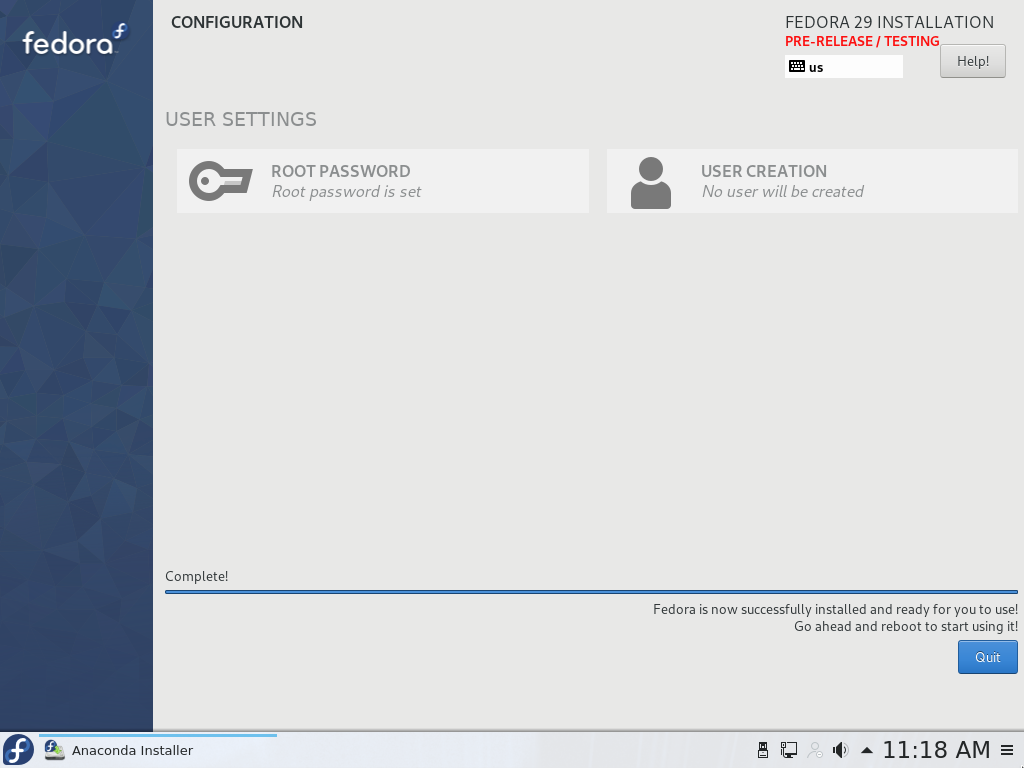 fedora
CONFIGURATION
FEDORA 29 INSTALLATION
PRE-RELEASE / TESTING
us
Help!
USER SETTINGS
ROOT PASSWORD
Root password is set
USER CREATION
No user will be created
Complete!
Fedora is now successfully installed and ready for you to use!
Go ahead and reboot to start using it!
Quit
Anaconda Installer
11:18 AM